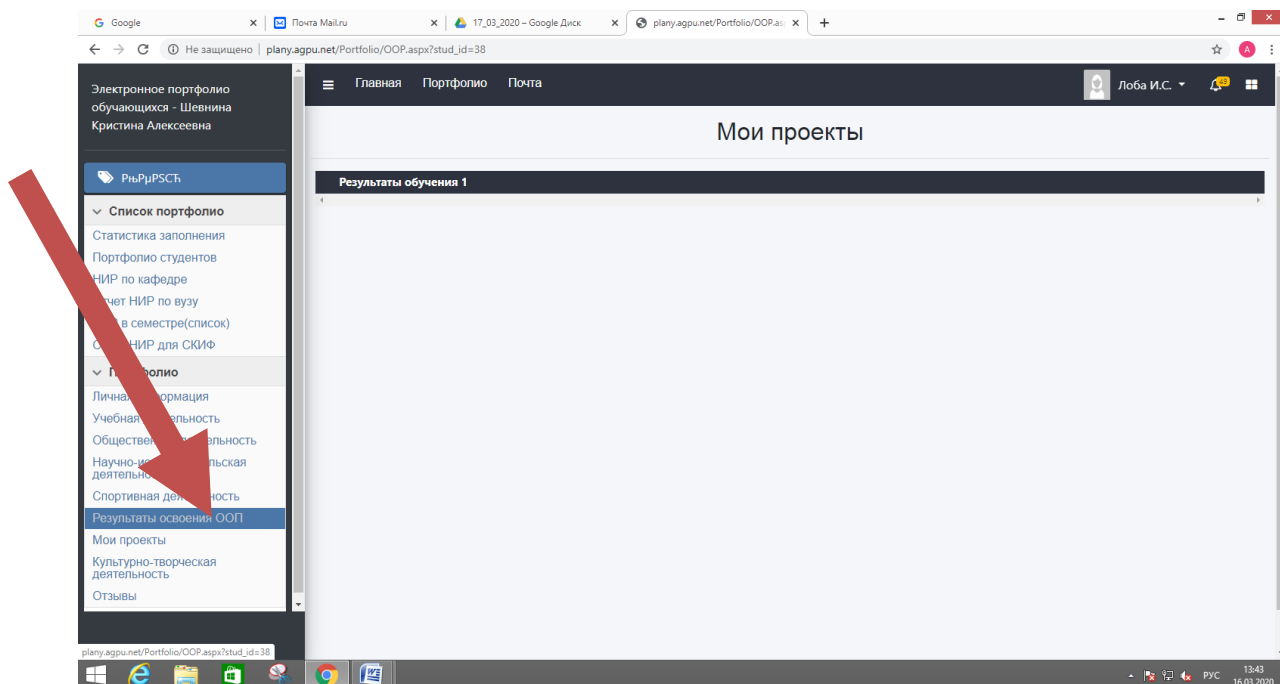 Google
Почта Mail.ru
17_03_2020 – Google Диск
plany.agpu.net/Portfolio/OOP.as
Не защищено | plany.agpu.net/Portfolio/OOP.aspx?stud_id=38
A
Электронное портфолио
обучающихся - Шевнина
Кристина Алексеевна
Главная Портфолио Почта
Лоба И.С.
49
Мои проекты
РњРµРЅСЋ
Результаты обучения 1
Список портфолио
Статистика заполнения
Портфолио студентов
НИР по кафедре
НИР по вузу
в семестре(список)
НИР для СКИФ
Личная
Учебная
Научно-
Спортивная
Результаты освоения ООП
Мои проекты
Культурно-творческая
деятельность
Отзывы
plany.agpu.net/Portfolio/OOP.aspx?stud_id=38
РУС
13:43
16.03.2020